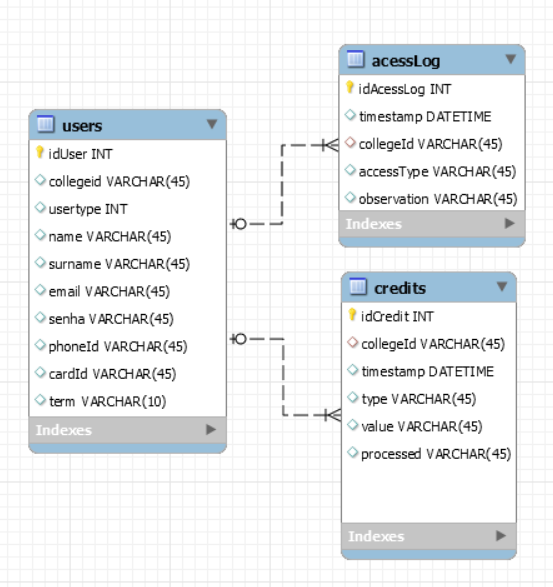 users
idUser INT
collegeid VARCHAR(45)
usertype INT
name VARCHAR(45)
surname VARCHAR(45)
email VARCHAR(45)
senha VARCHAR(45)
phoneId VARCHAR(45)
cardId VARCHAR(45)
term VARCHAR(10)
Indexes
acessLog
idAcessLog INT
timestamp DATETIME
collegeId VARCHAR(45)
accessType VARCHAR(45)
observation VARCHAR(45)
Indexes
credits
idCredit INT
collegeId VARCHAR(45)
timestamp DATETIME
type VARCHAR(45)
value VARCHAR(45)
processed VARCHAR(45)
Indexes